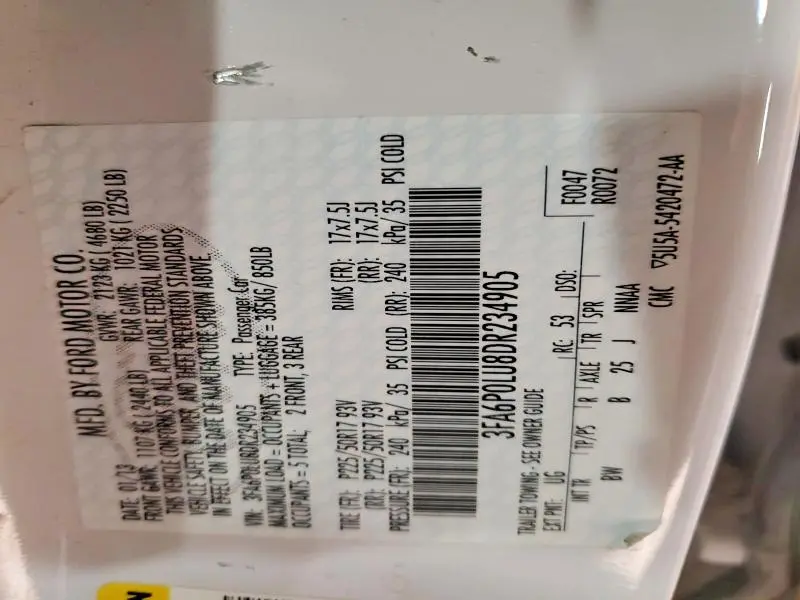 MFD. BY FORD MOTOR CO.
DATE: 01/13 GVWR: 2123 KG ( 4680 LB)
FRONT GAWR: 1107 KG ( 2440 LB) REAR GAWR: 1021 KG ( 2250 LB)
THIS VEHICLE CONFORMS TO ALL APPLICABLE FEDERAL MOTOR
VEHICLE SAFETY, BUMPER, AND THEFT PREVENTION STANDARDS
IN EFFECT ON THE DATE OF MANUFACTURE SHOWN ABOVE.
VIN: 3FA6P0LU8DR234905 TYPE: Passenger Car
MAXIMUM LOAD = OCCUPANTS + LUGGAGE = 385KG/ 850LB
OCCUPANTS = 5 TOTAL; 2 FRONT, 3 REAR
TIRE (FR): P225/50R17 93V RIMS (FR): 17x7.5J
(RR): P225/50R17 93V (RR): 17x7.5J
PRESSURE (FR): 240 kPa/ 35 PSI COLD (RR): 240 kPa/ 35 PSI COLD
3FA6P0LU8DR234905
TRAILER TOWING - SEE OWNER GUIDE
F0047
R0072
EXT PNT: UG RC: 53 DSO:
INT TR TP/PS R AXLE TR SPR
BW B 25 J NNAA
CMC ▽5U5A-5420472-AA